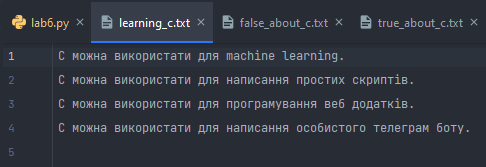 lab6.py learning_c.txt false_about_c.txt true_about_c.txt
1 C можна використати для machine learning.
2 C можна використати для написання простих скриптів.
3 C можна використати для програмування веб додатків.
4 C можна використати для написання особистого телеграм боту.
5